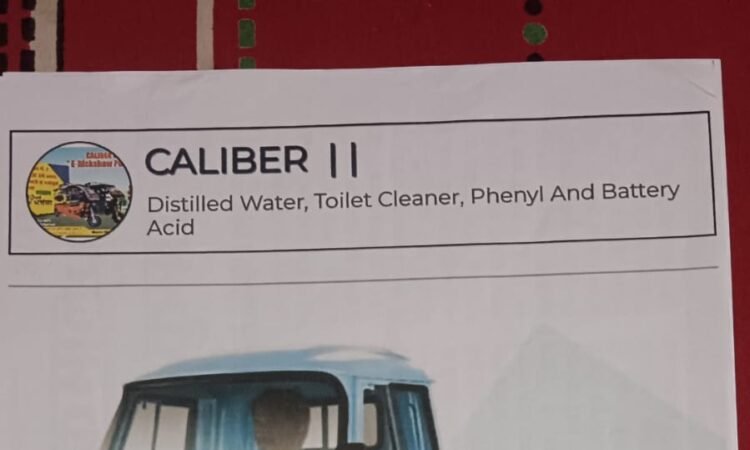 CALIBER
E-Rickshaw
CALIBER ||
Distilled Water, Toilet Cleaner, Phenyl And Battery
Acid